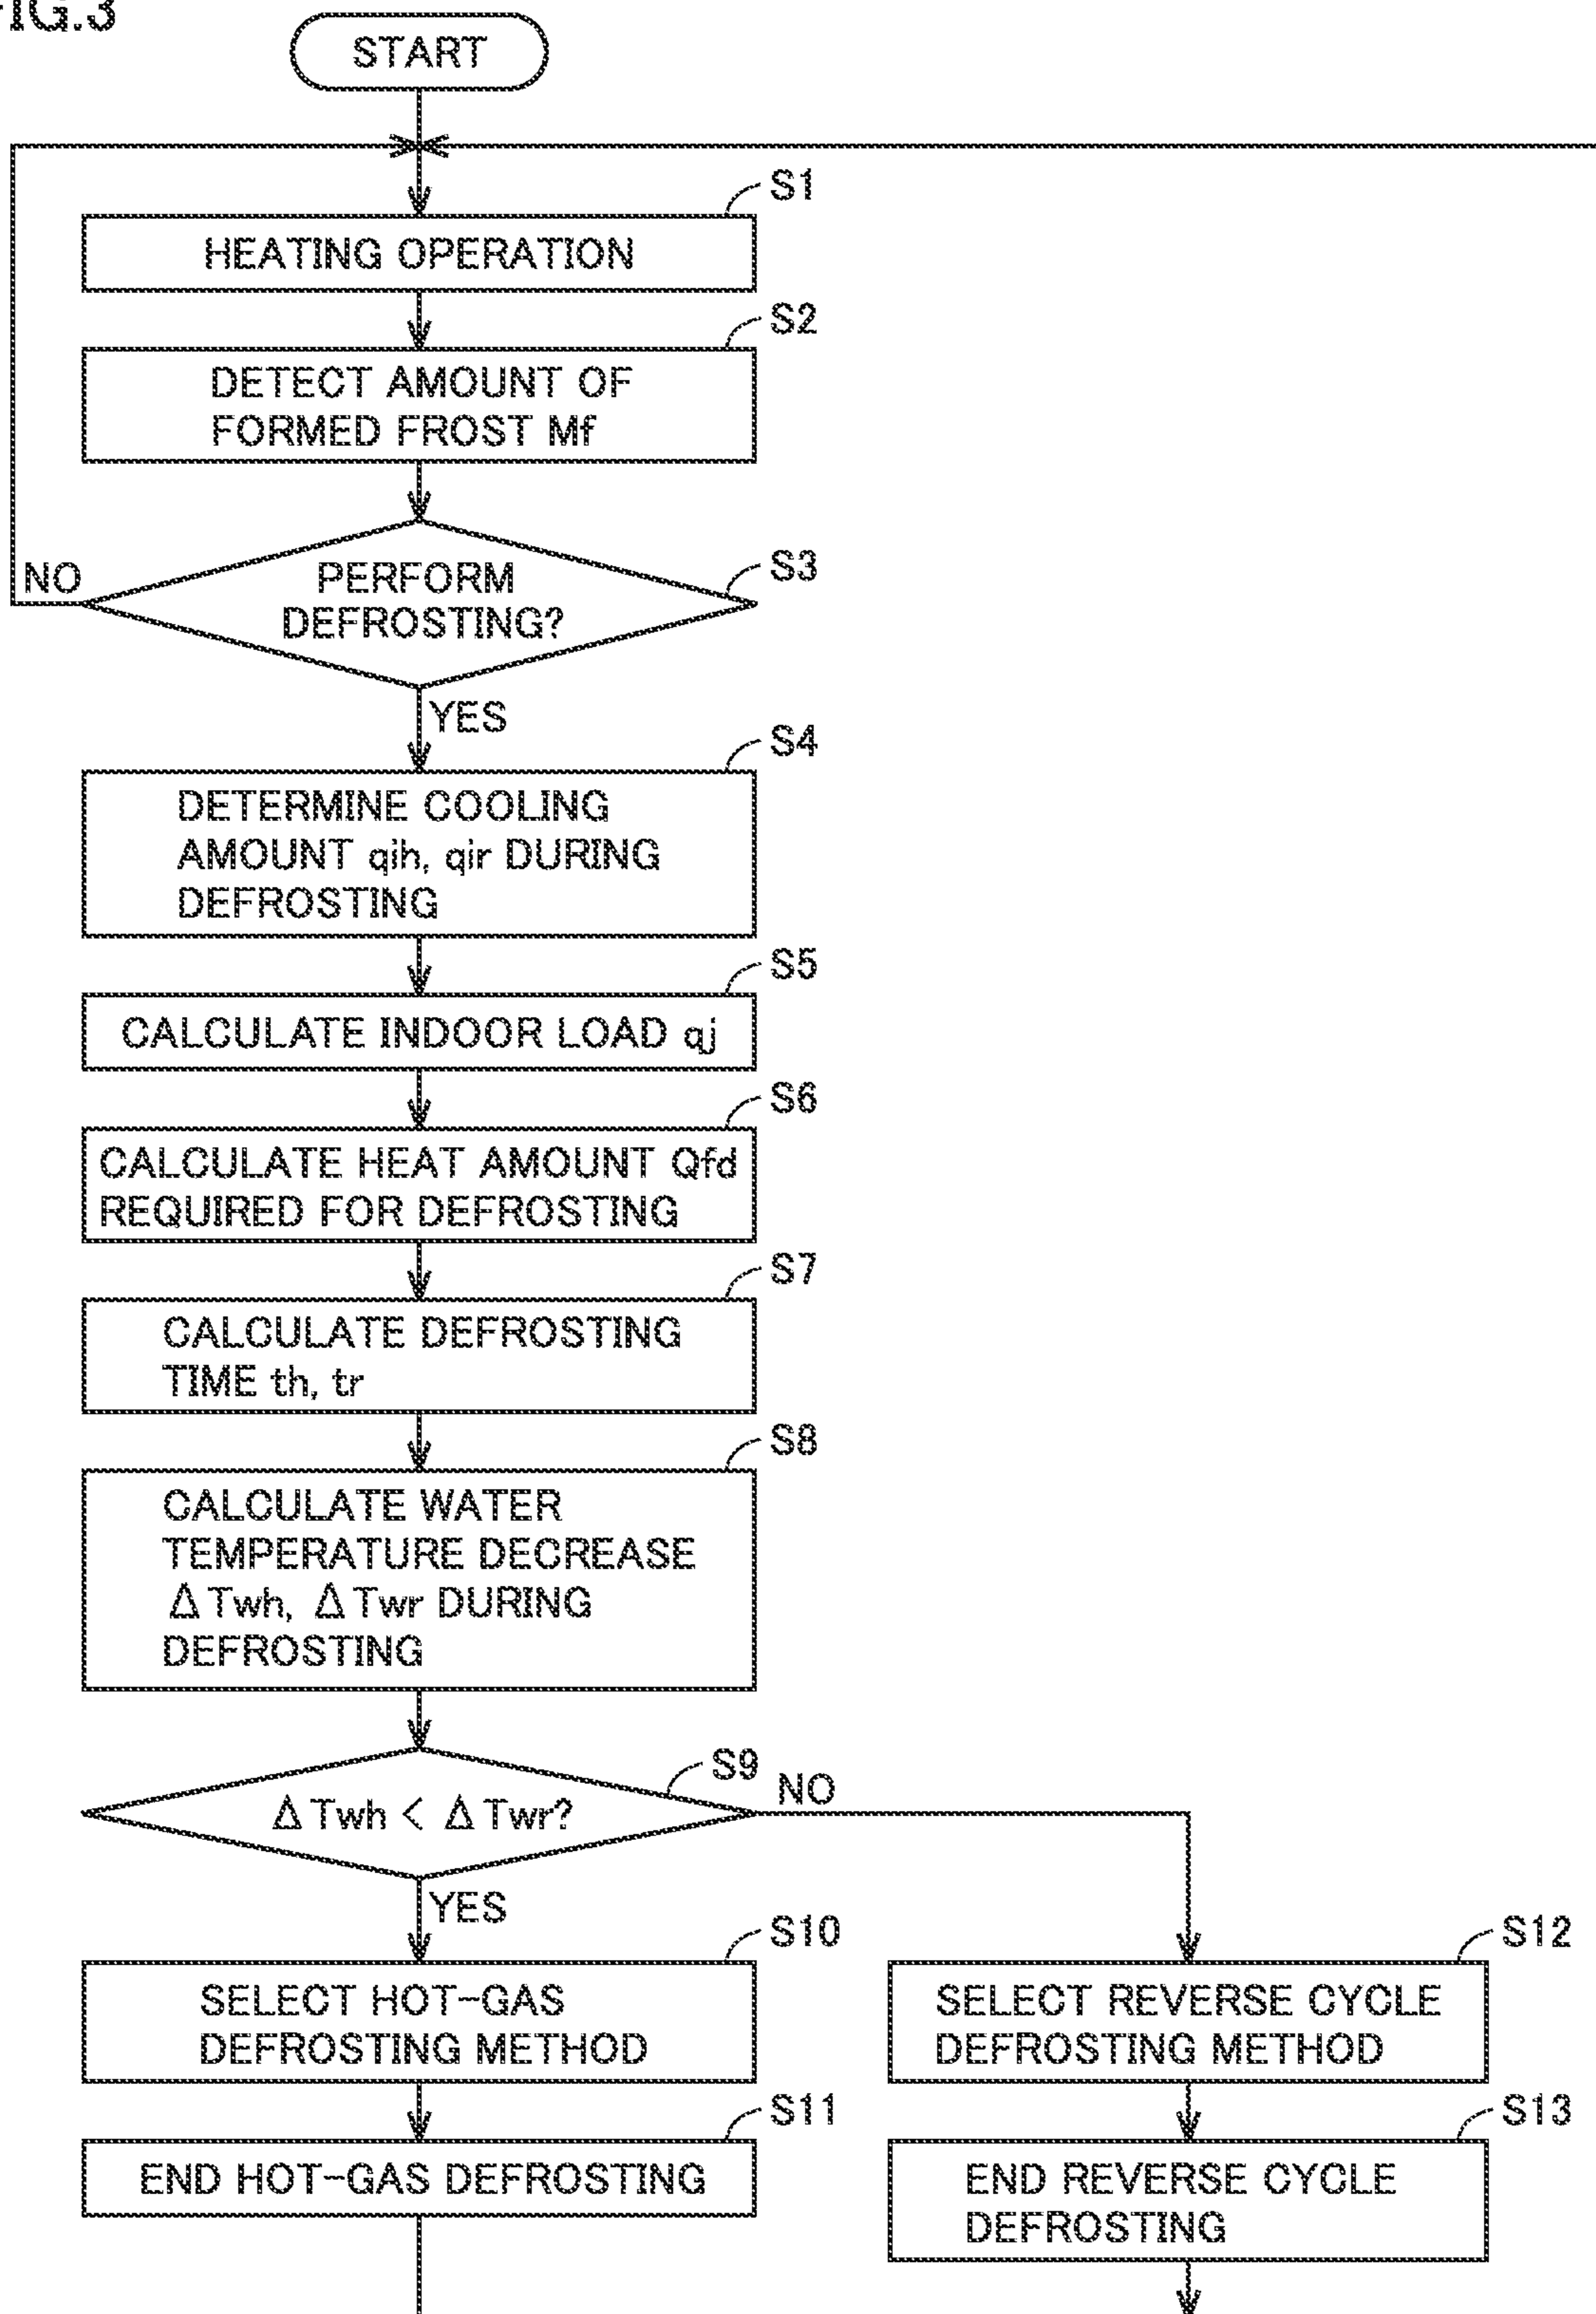 FIG.3
START
S1
HEATING OPERATION
S2
DETECT AMOUNT OF
FORMED FROST Mf
S3
NO
PERFORM
DEFROSTING?
YES
S4
DETERMINE COOLING
AMOUNT qih, qir DURING
DEFROSTING
S5
CALCULATE INDOOR LOAD qj
S6
CALCULATE HEAT AMOUNT Qfd
REQUIRED FOR DEFROSTING
S7
CALCULATE DEFROSTING
TIME th, tr
S8
CALCULATE WATER
TEMPERATURE DECREASE
ΔTwh, ΔTwr DURING
DEFROSTING
S9
NO
ΔTwh < ΔTwr?
YES
S10
SELECT HOT-GAS
DEFROSTING METHOD
S11
END HOT-GAS DEFROSTING
S12
SELECT REVERSE CYCLE
DEFROSTING METHOD
S13
END REVERSE CYCLE
DEFROSTING